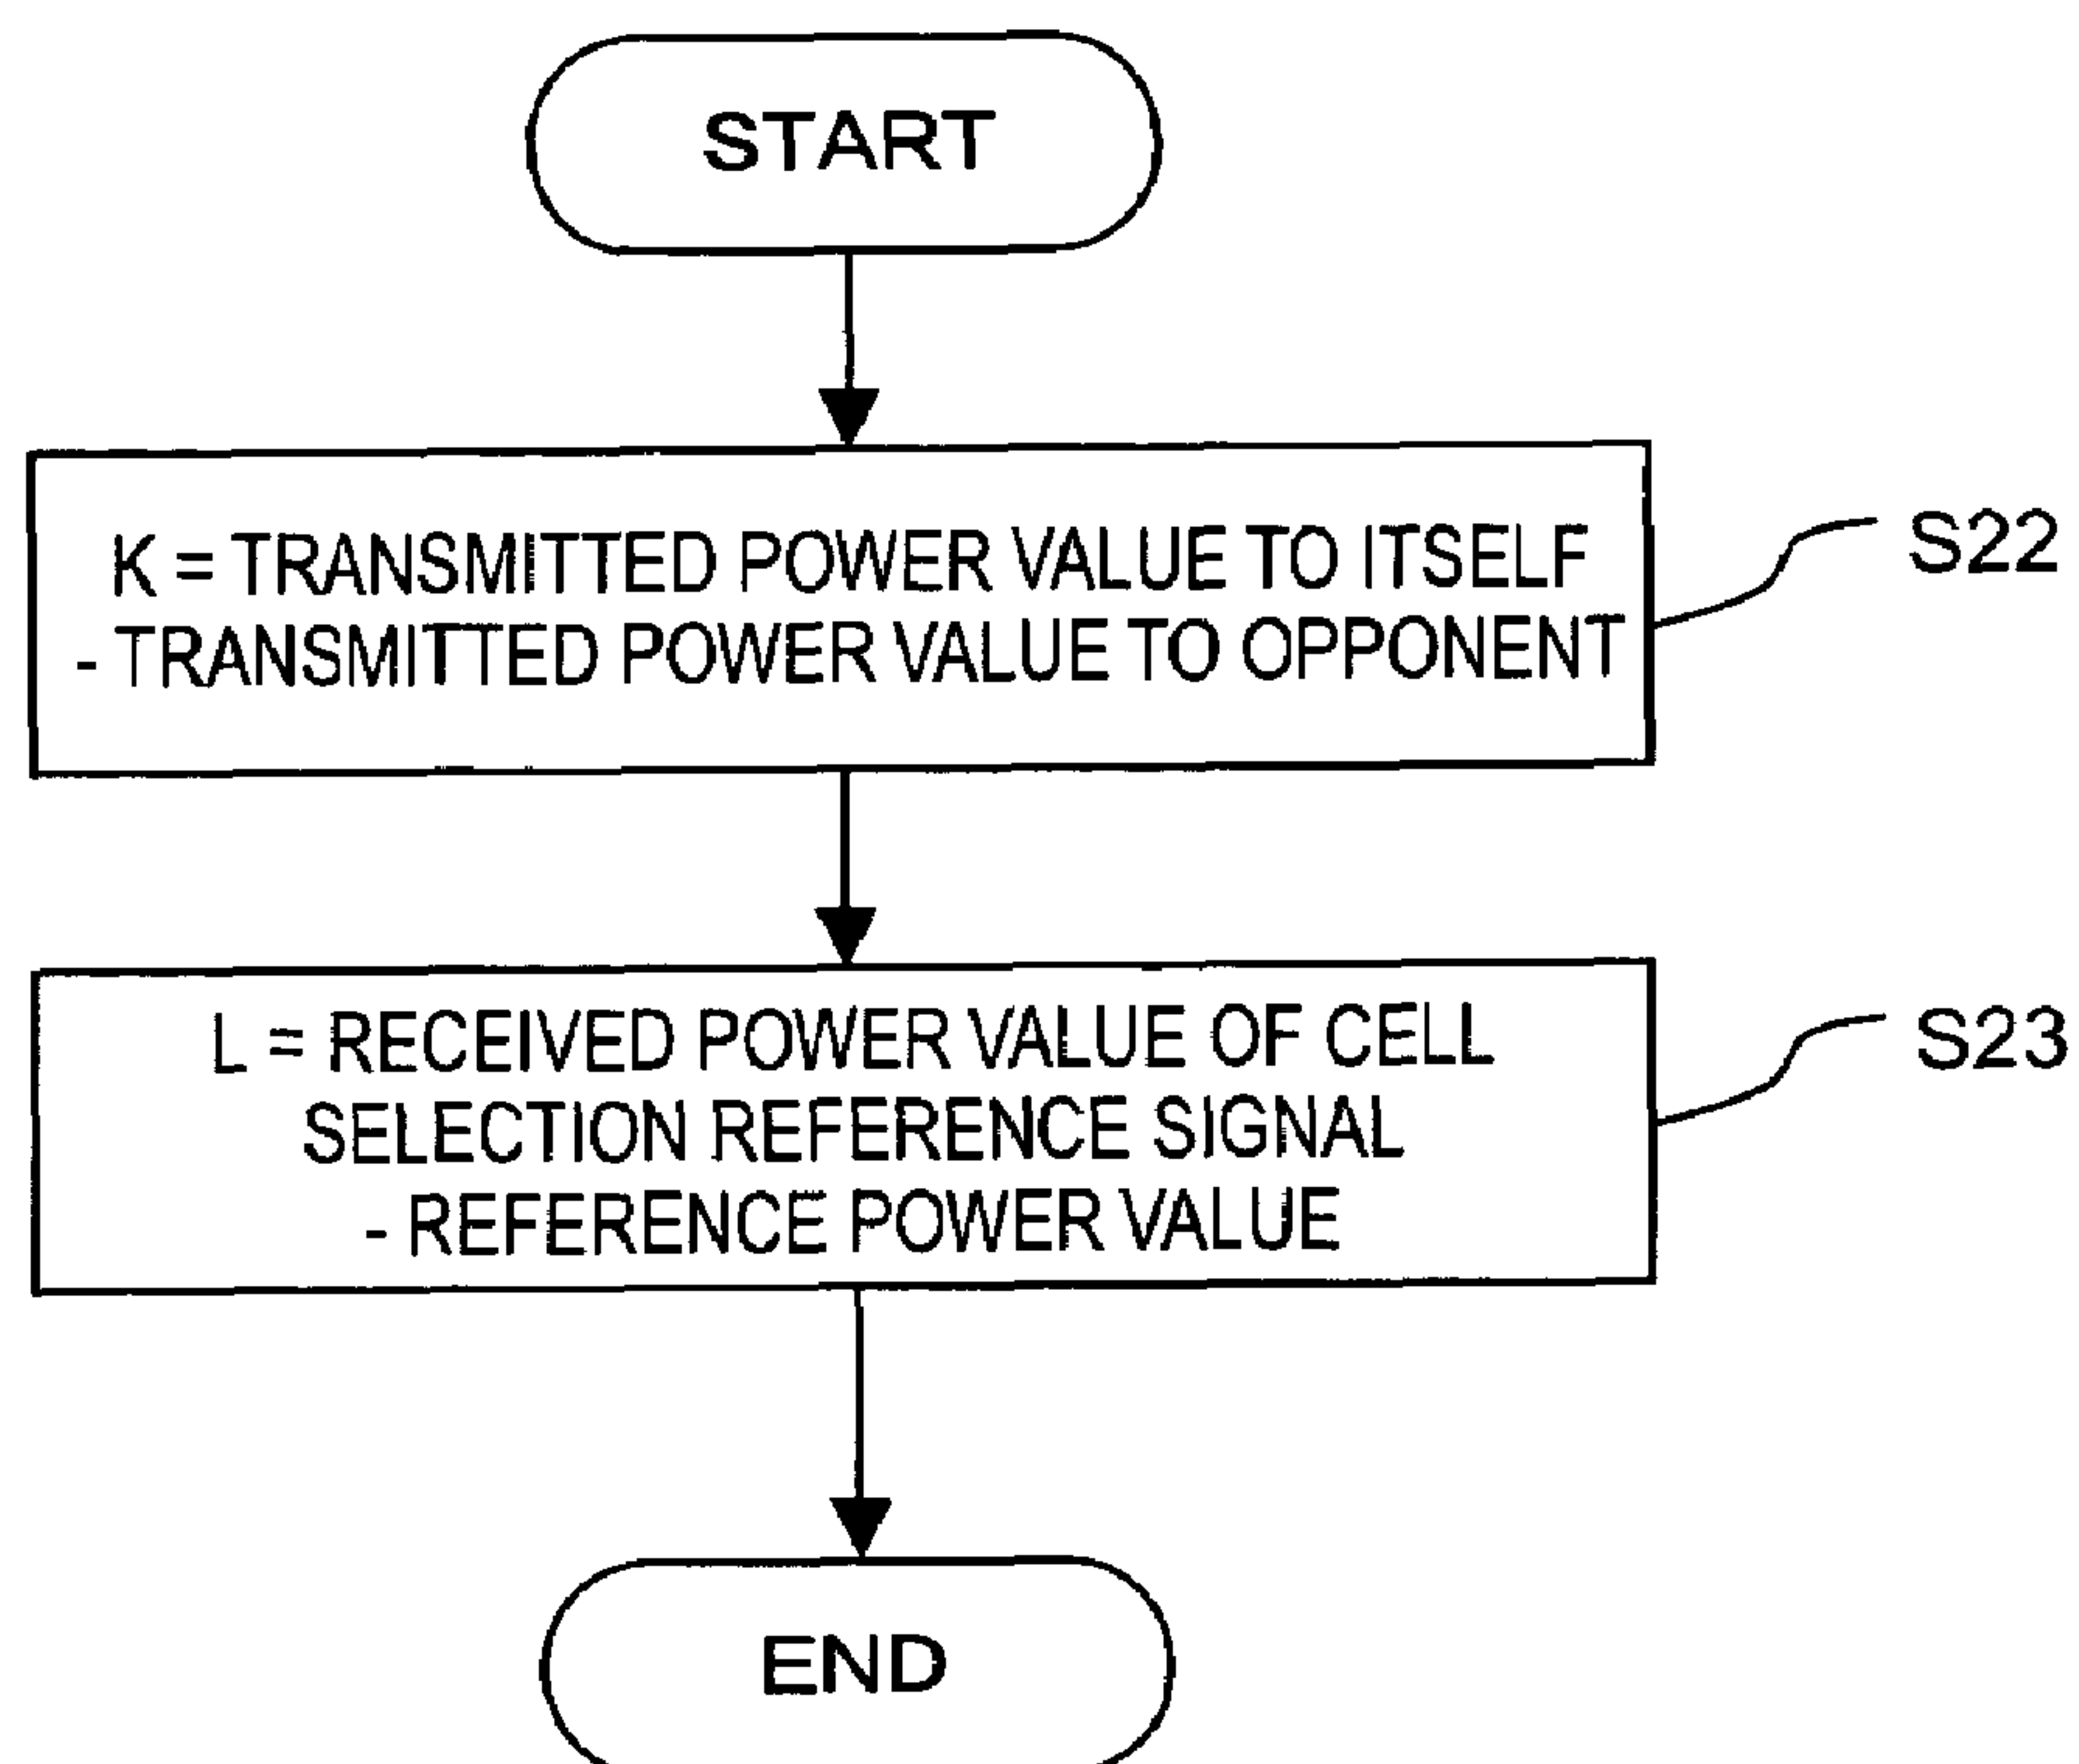 START
K = TRANSMITTED POWER VALUE TO ITSELF
- TRANSMITTED POWER VALUE TO OPPONENT
S22
L = RECEIVED POWER VALUE OF CELL
SELECTION REFERENCE SIGNAL
- REFERENCE POWER VALUE
S23
END